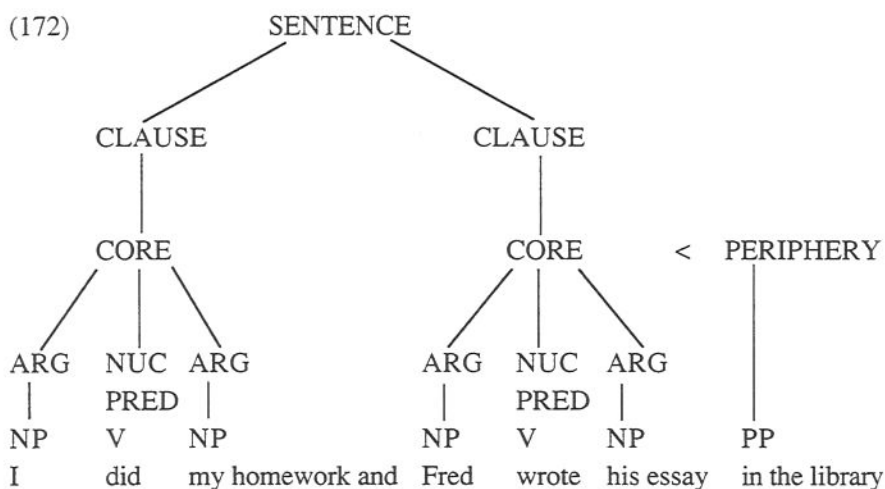 (172) SENTENCE
CLAUSE CLAUSE
CORE CORE < PERIPHERY
ARG NUC ARG ARG NUC ARG
PRED PRED
NP V NP NP V NP PP
I did my homework and Fred wrote his essay in the library